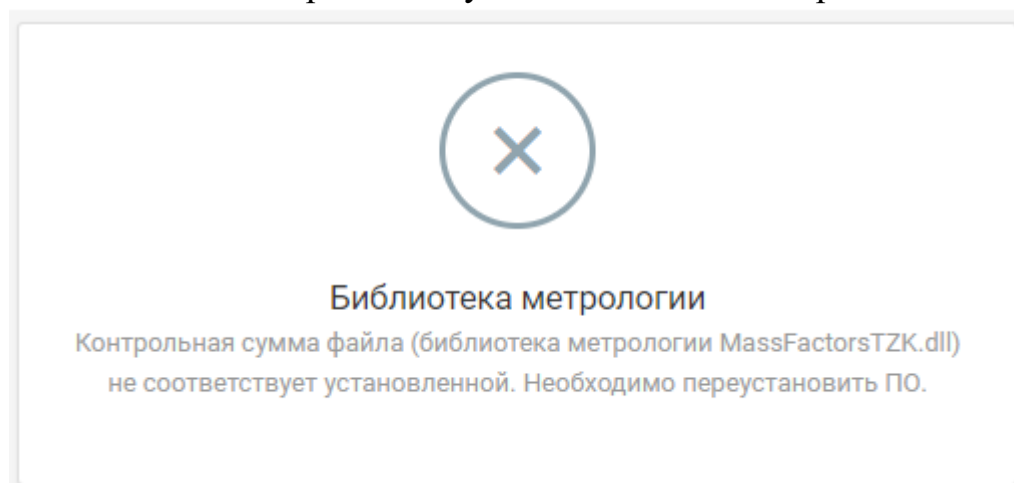 Библиотека метрологии
Контрольная сумма файла (библиотека метрологии MassFactorsTZK.dll)
не соответствует установленной. Необходимо переустановить ПО.